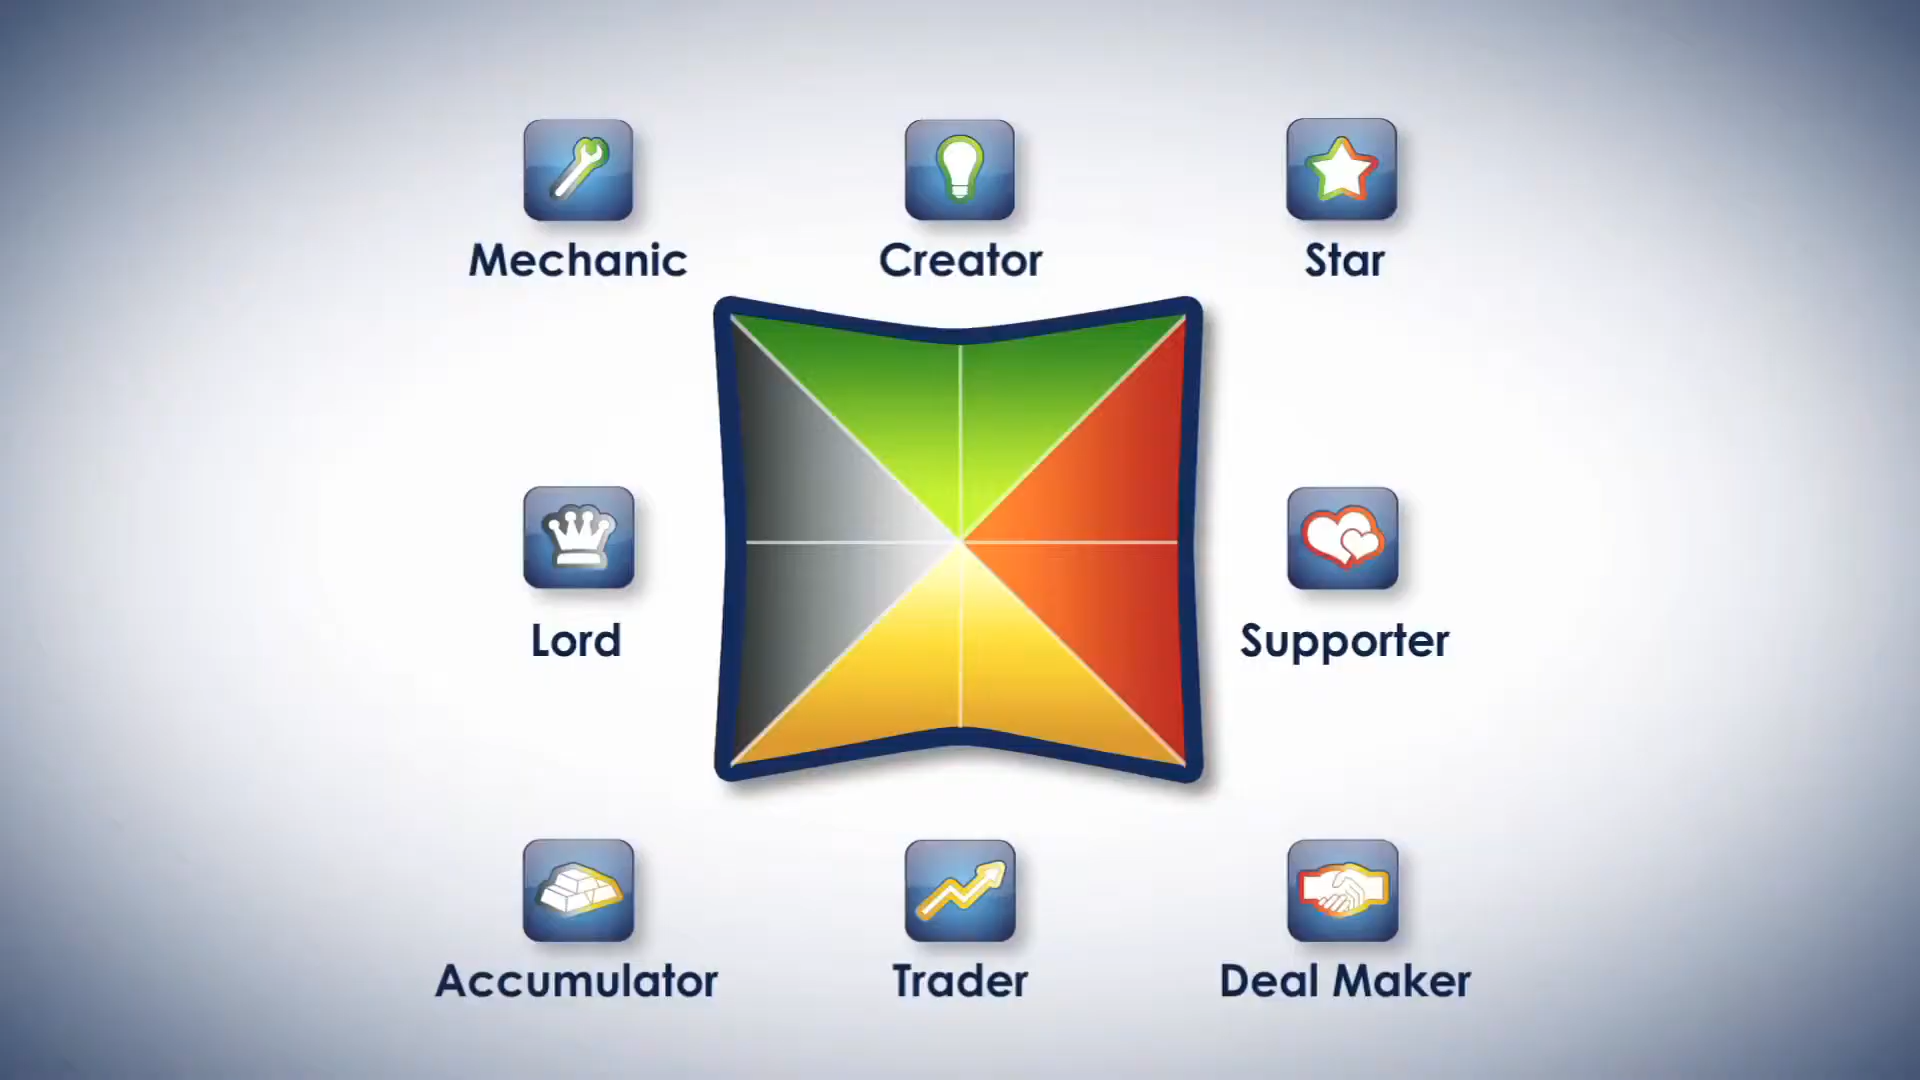 Mechanic
Creator
Star
Lord
Supporter
Accumulator
Trader
Deal Maker